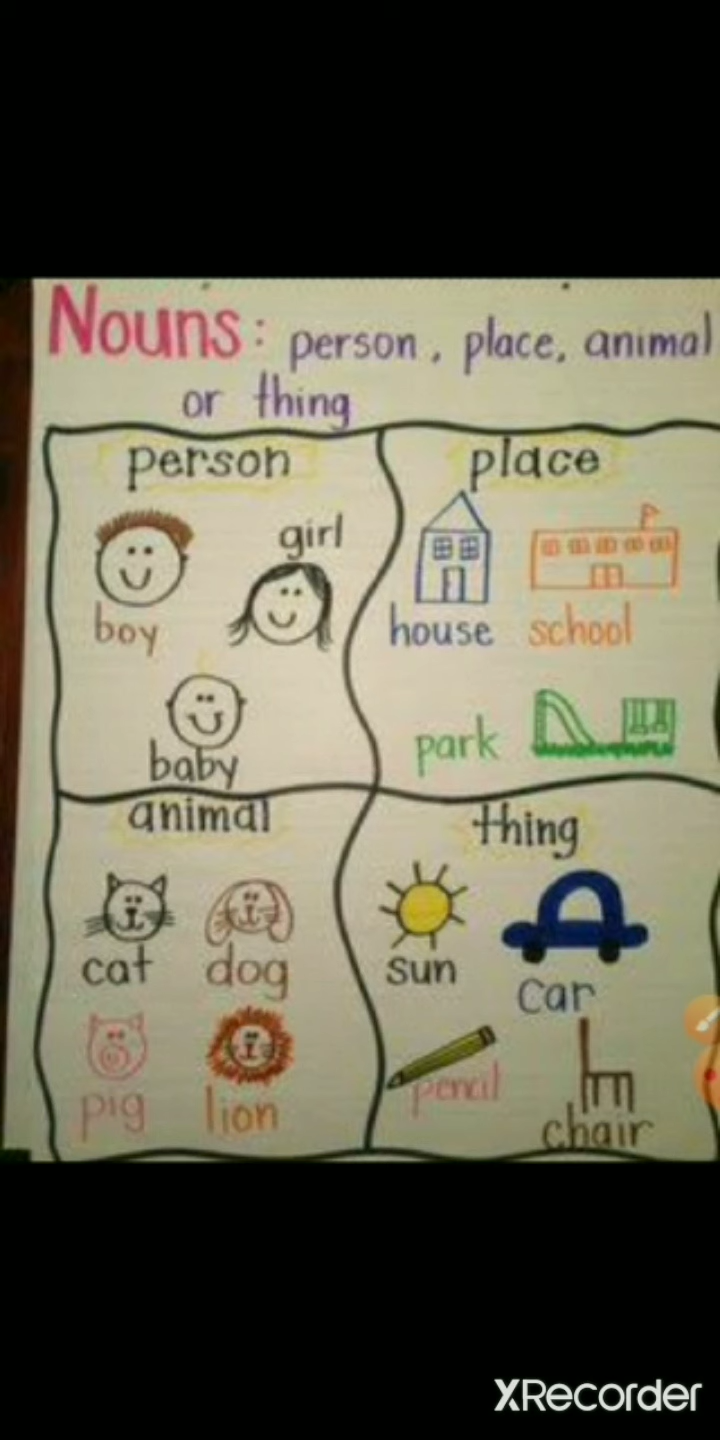 Nouns: person, place, animal
or thing
person
girl
boy
baby
place
house school
park
animal
cat dog
pig lion
thing
sun
car
pencil
chair
XRecorder